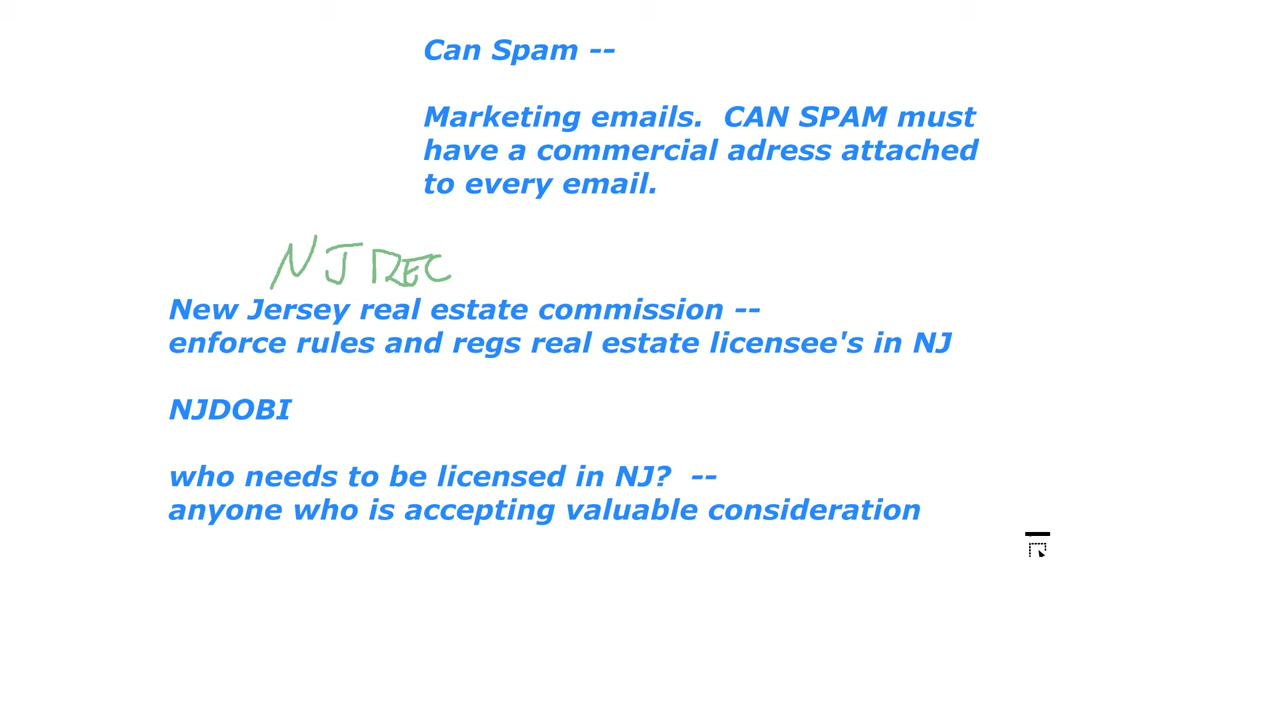 Can Spam --
Marketing emails.  CAN SPAM must
have a commercial adress attached
to every email.
NJREC
New Jersey real estate commission --
enforce rules and regs real estate licensee's in NJ
NJDOBI
who needs to be licensed in NJ?  --
anyone who is accepting valuable consideration